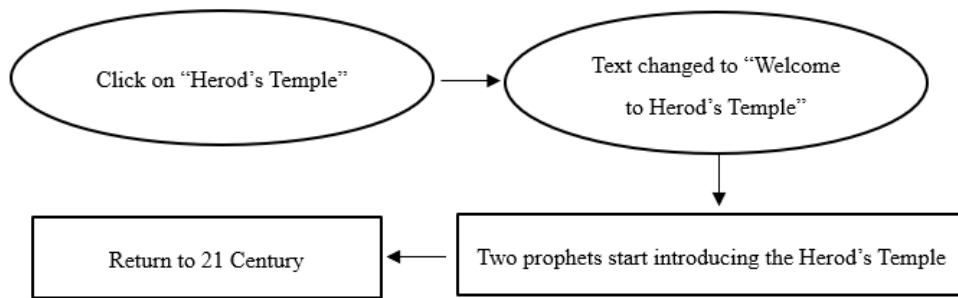 Click on “Herod’s Temple”
Text changed to “Welcome
to Herod’s Temple”
Two prophets start introducing the Herod’s Temple
Return to 21 Century